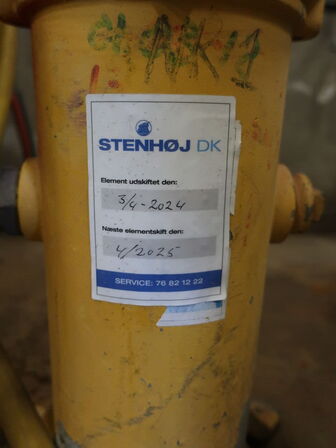 STENHØJ DK
Element udskiftet den:
3/4-2024
Næste elementskift den:
4/2025
SERVICE: 76 82 12 22